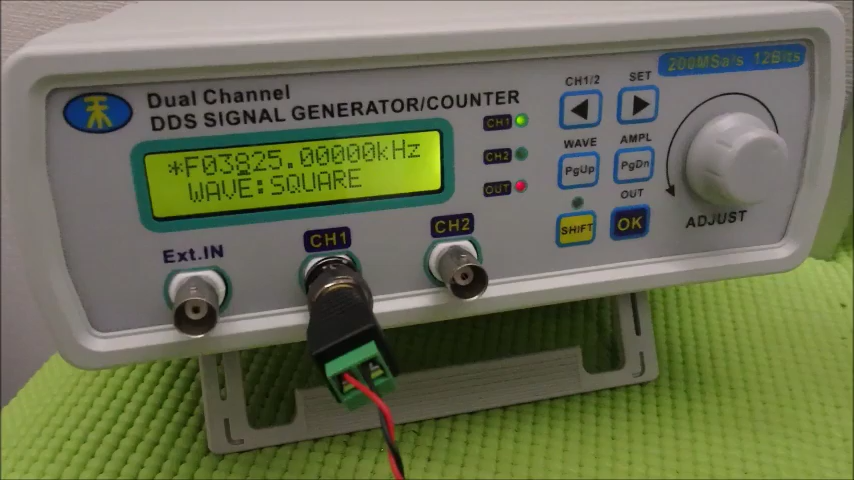 Dual Channel
DDS SIGNAL GENERATOR/COUNTER
200MSa/s 12Bits
*F03825.00000kHz
WAVE:SQUARE
CH1
CH2
OUT
CH1/2
SET
WAVE
AMPL
PgUp
PgDn
OUT
SHIFT
OK
ADJUST
Ext.IN
CH1
CH2